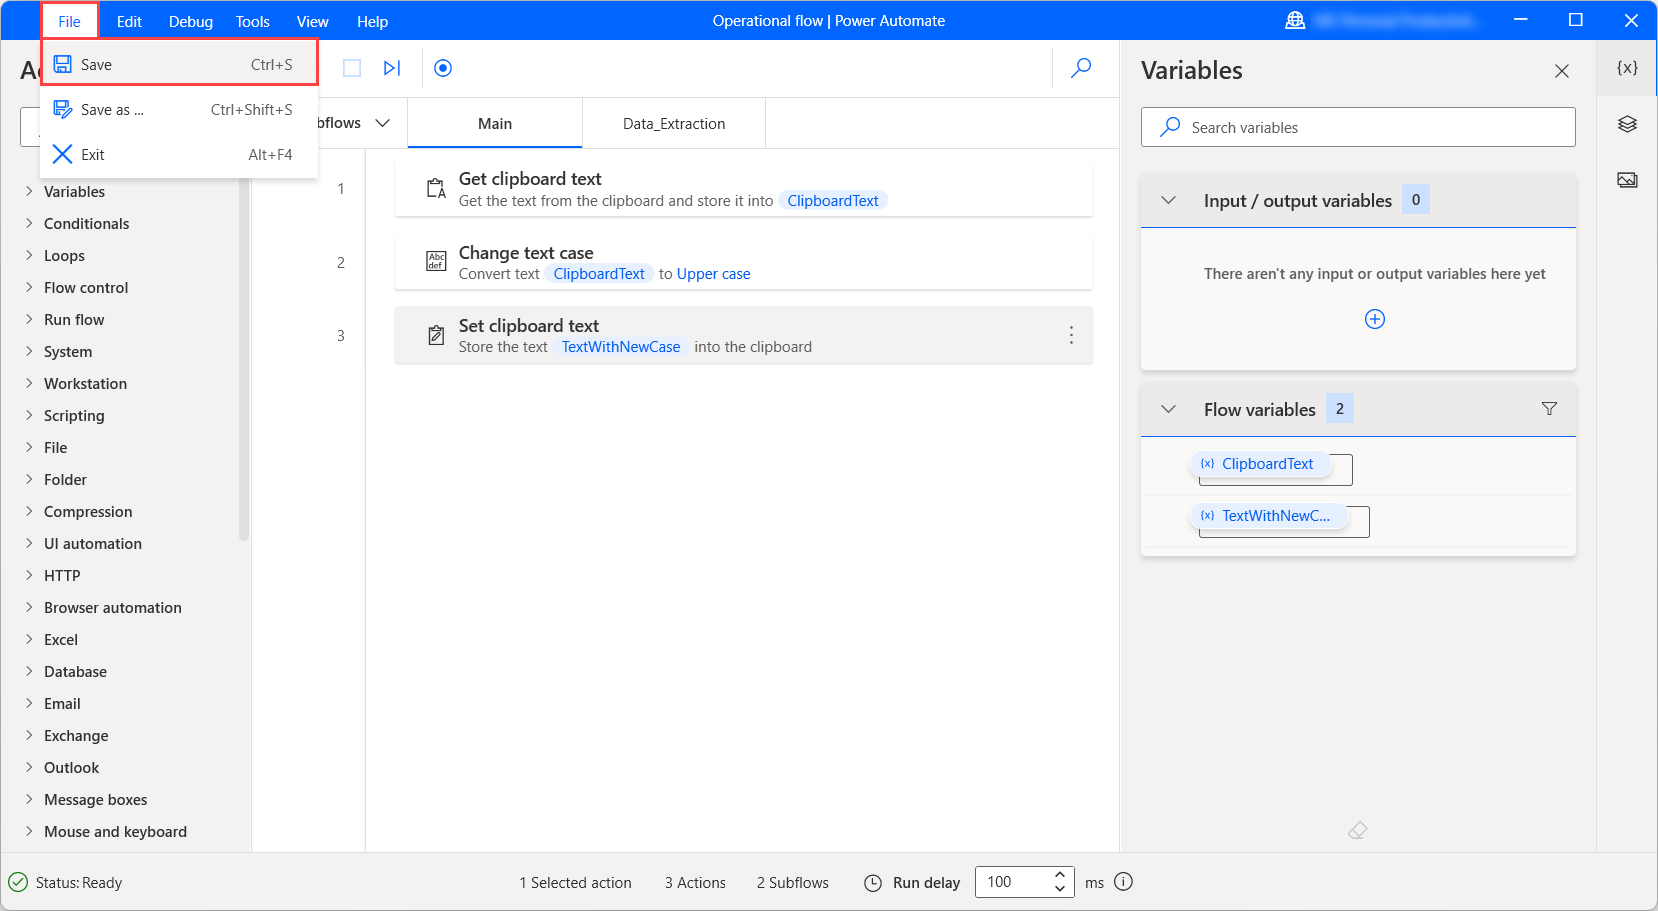 File Edit Debug Tools View Help
Operational flow | Power Automate
Save Ctrl+S
Save as ... Ctrl+Shift+S
Exit Alt+F4
Variables
Conditionals
Loops
Flow control
Run flow
System
Workstation
Scripting
File
Folder
Compression
UI automation
HTTP
Browser automation
Excel
Database
Email
Exchange
Outlook
Message boxes
Mouse and keyboard
bflows Main Data_Extraction
1 Get clipboard text
Get the text from the clipboard and store it into ClipboardText
2 Change text case
Abc
def
Convert text ClipboardText to Upper case
3 Set clipboard text
Store the text TextWithNewCase into the clipboard
Variables
{x}
Search variables
Input / output variables 0
There aren't any input or output variables here yet
Flow variables 2
{x} ClipboardText
{x} TextWithNewC...
Status: Ready 1 Selected action 3 Actions 2 Subflows Run delay 100 ms